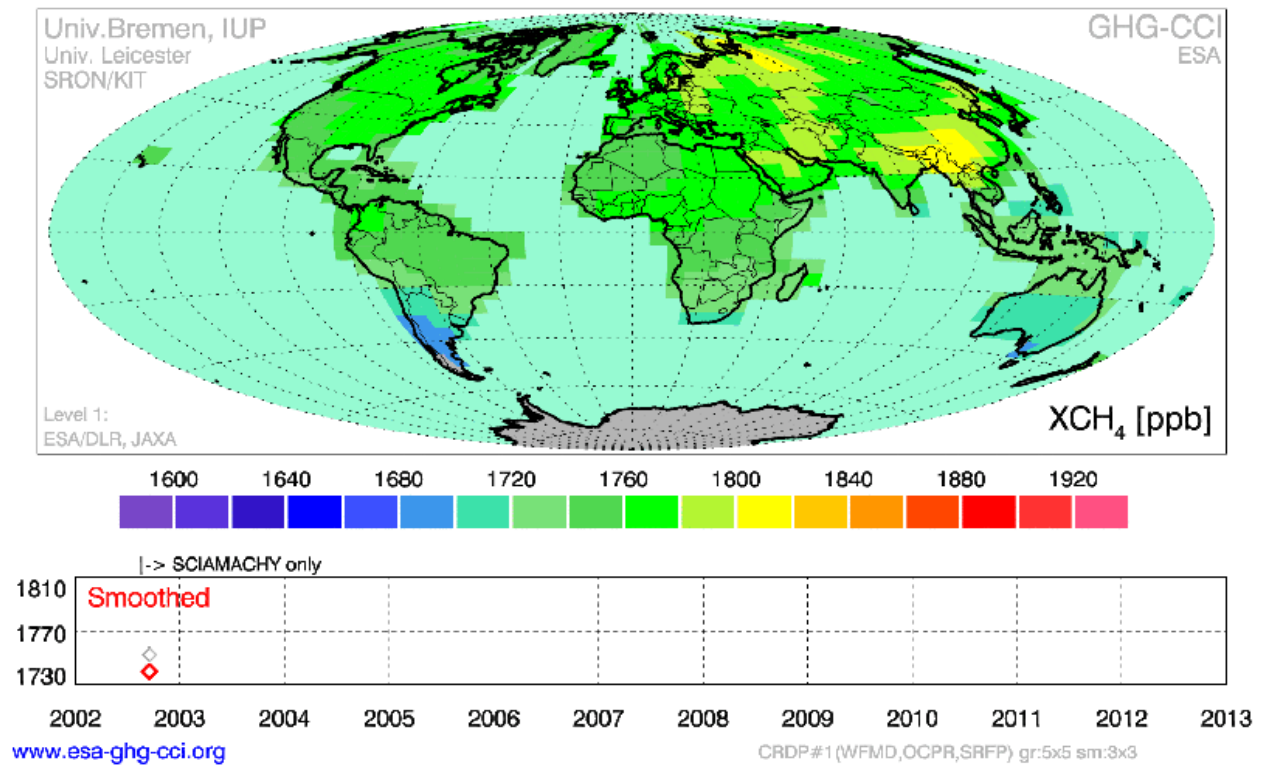 Univ.Bremen, IUP
Univ. Leicester
SRON/KIT
GHG-CCI
ESA
Level 1:
ESA/DLR, JAXA
XCH₄ [ppb]
1600 1640 1680 1720 1760 1800 1840 1880 1920
|-> SCIAMACHY only
1810
Smoothed
1770
1730
2002 2003 2004 2005 2006 2007 2008 2009 2010 2011 2012 2013
www.esa-ghg-cci.org
CRDP#1(WFMD,OCPR,SRFP) gr:5x5 sm:3x3